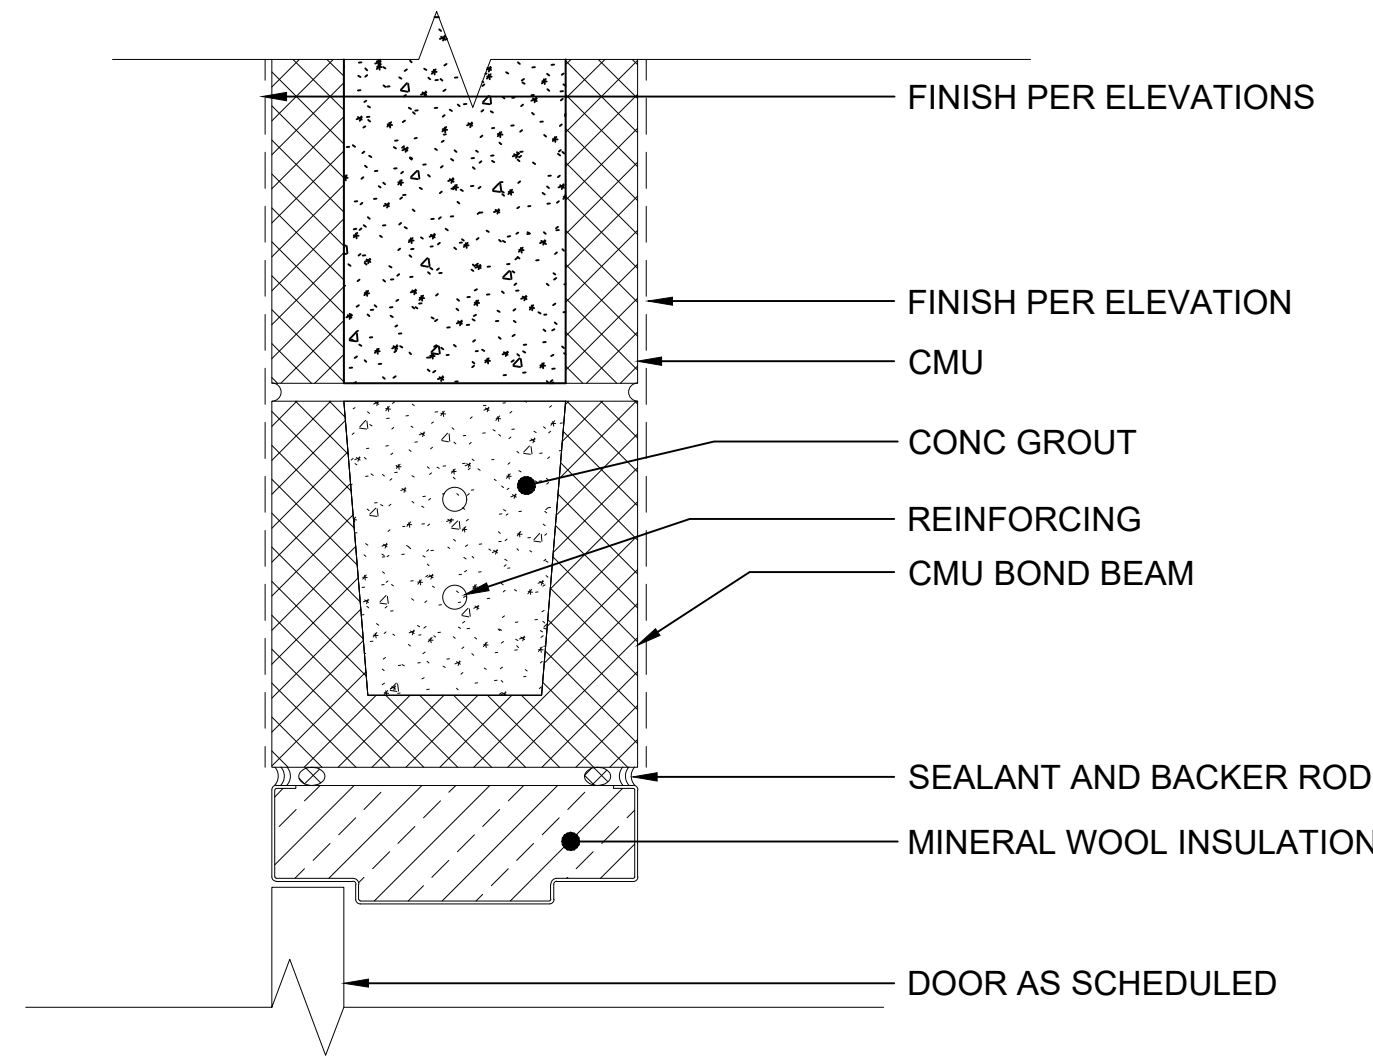 FINISH PER ELEVATIONS
FINISH PER ELEVATION
CMU
CONC GROUT
REINFORCING
CMU BOND BEAM
SEALANT AND BACKER ROD
MINERAL WOOL INSULATION
DOOR AS SCHEDULED